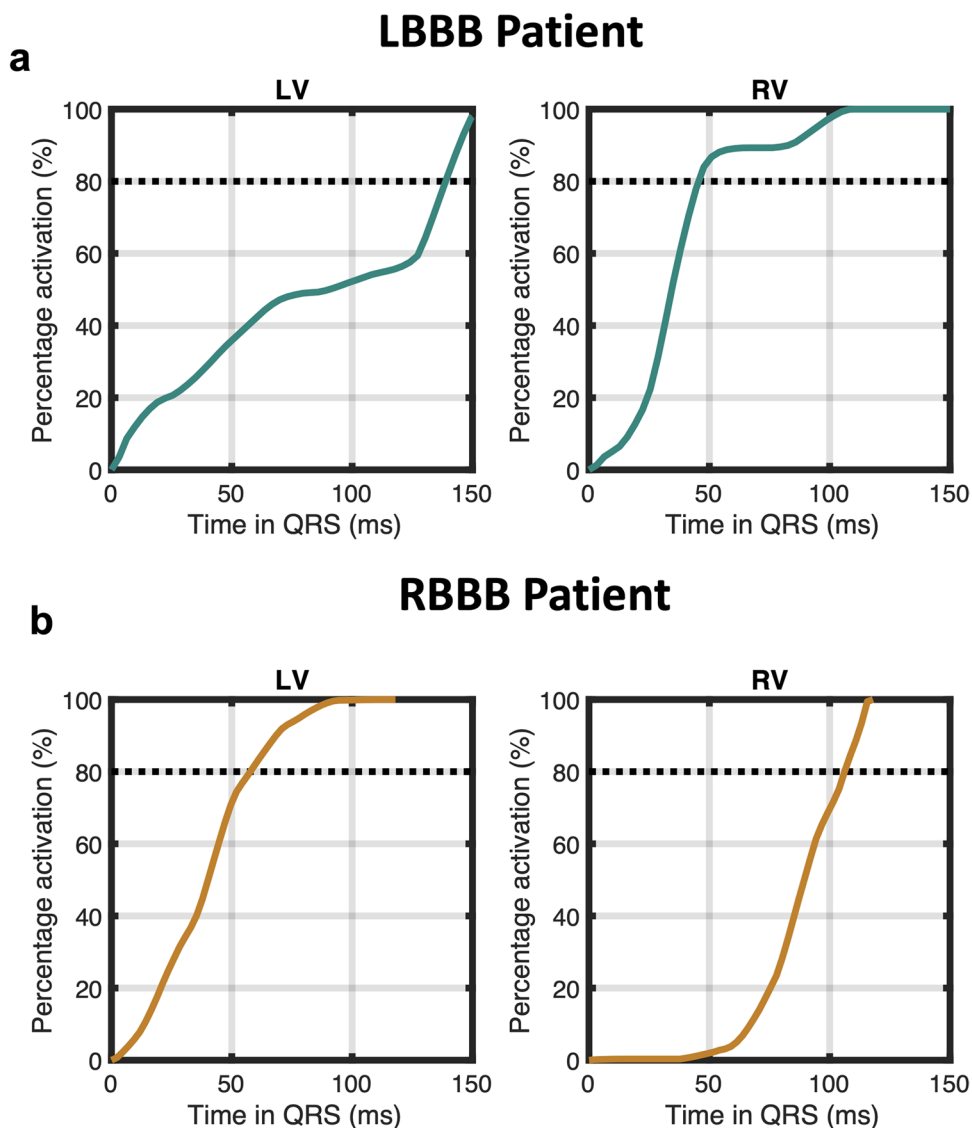 LBBB Patient
a
LV
RV
Percentage activation (%)
100
80
60
40
20
0
0 50 100 150
Time in QRS (ms)
Percentage activation (%)
100
80
60
40
20
0
0 50 100 150
Time in QRS (ms)
RBBB Patient
b
LV
RV
Percentage activation (%)
100
80
60
40
20
0
0 50 100 150
Time in QRS (ms)
Percentage activation (%)
100
80
60
40
20
0
0 50 100 150
Time in QRS (ms)